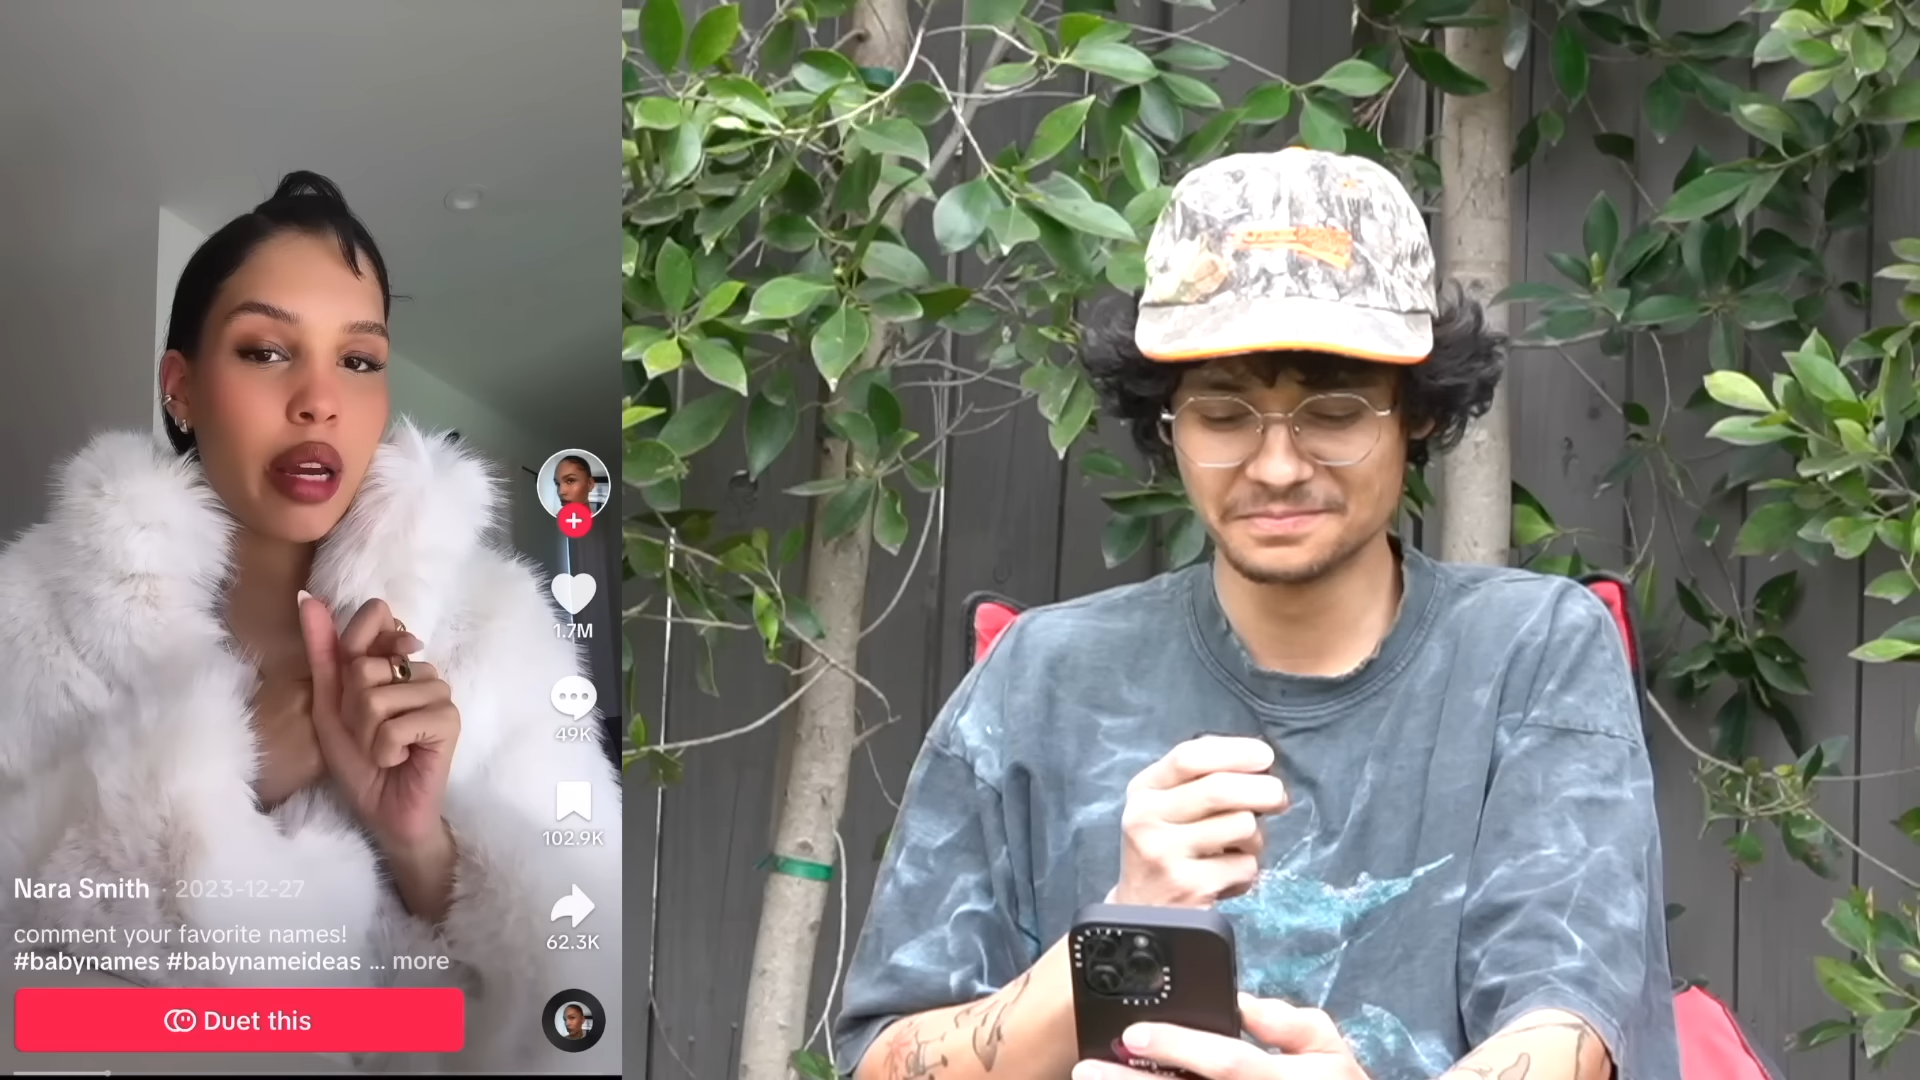 1.7M
49K
102.9K
62.3K
Nara Smith · 2023-12-27
comment your favorite names!
#babynames #babynameideas ... more
Duet this